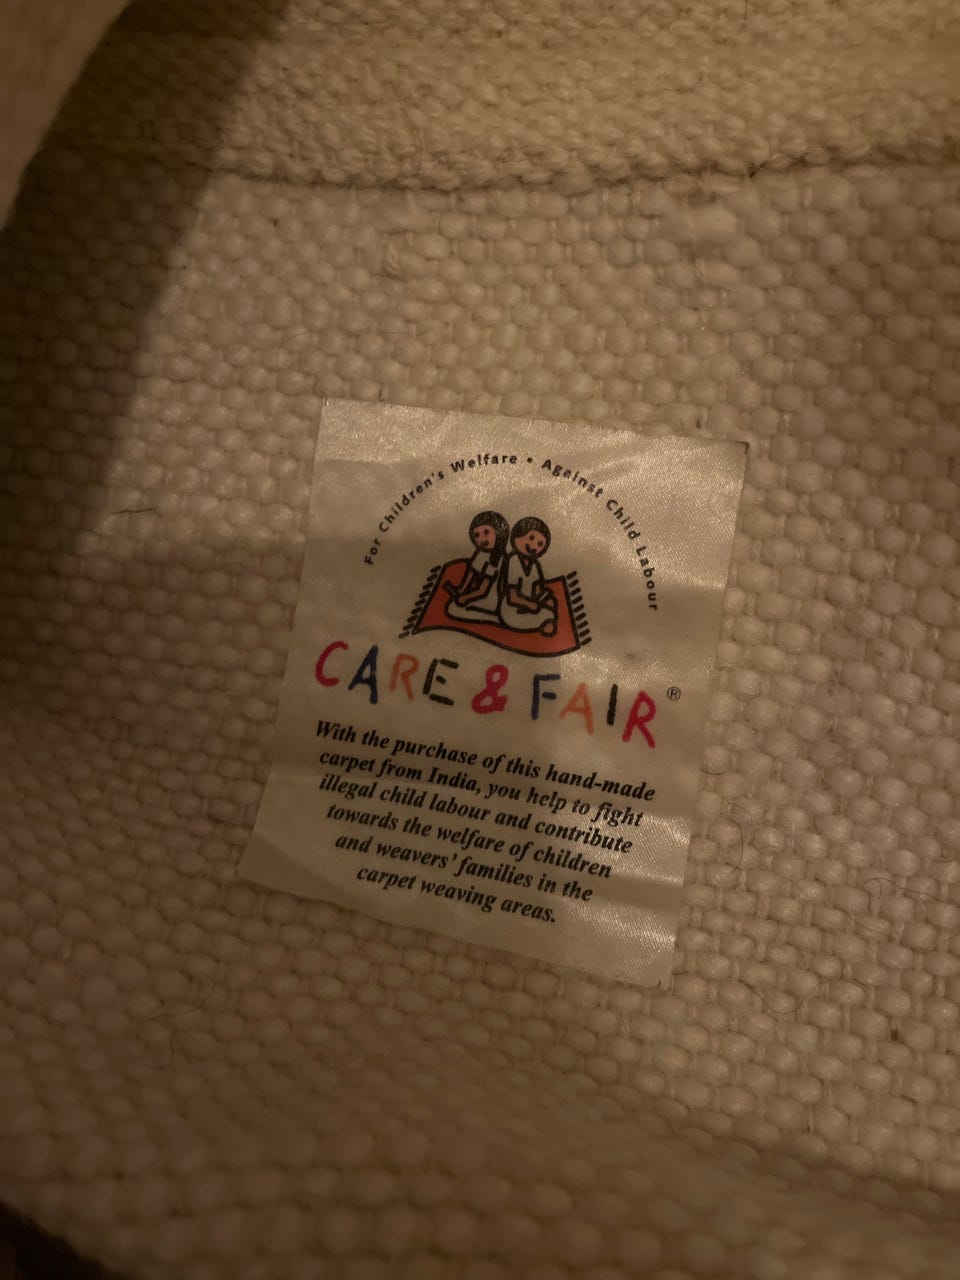 For Children's Welfare • Against Child Labour
CARE & FAIR®
With the purchase of this hand-made
carpet from India, you help to fight
illegal child labour and contribute
towards the welfare of children
and weavers' families in the
carpet weaving areas.